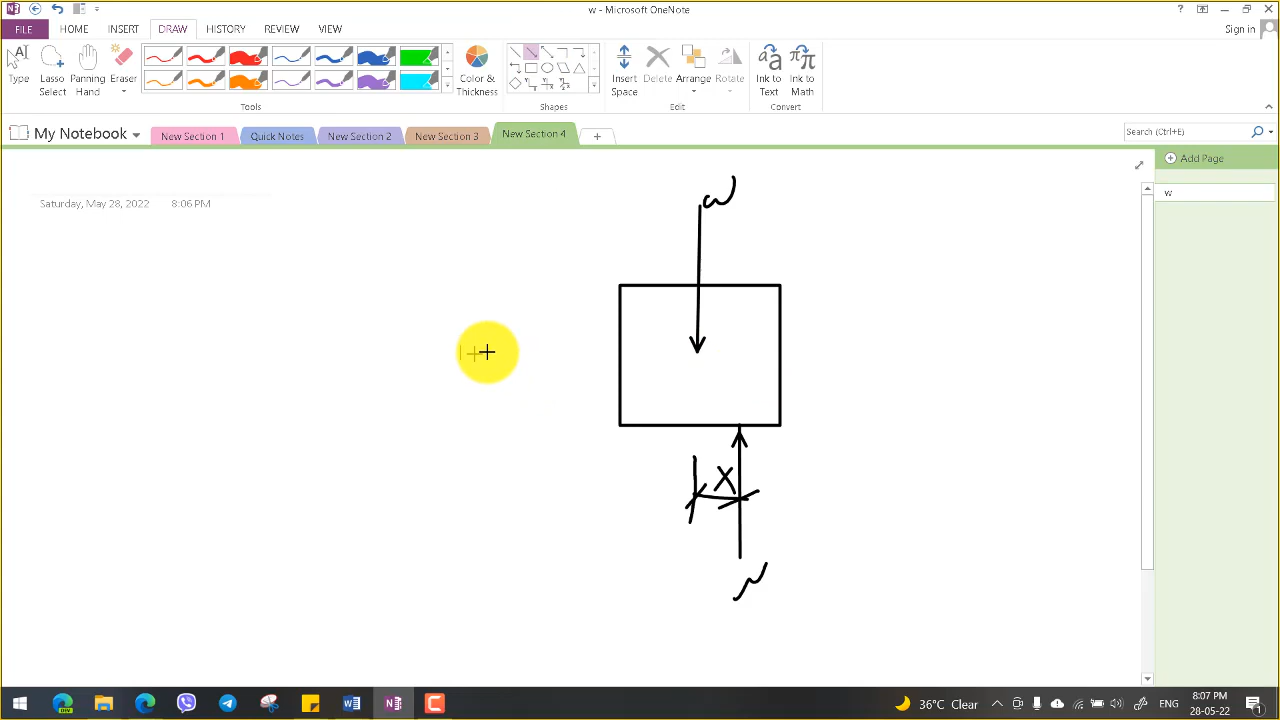 w - Microsoft OneNote
? 
Sign in
FILE HOME INSERT DRAW HISTORY REVIEW VIEW
Type
Lasso Select
Panning Hand
Eraser
Color & Thickness
Insert Space
Delete
Arrange
Rotate
Ink to Text
Ink to Math
Tools
Shapes
Edit
Convert
My Notebook
New Section 1
Quick Notes
New Section 2
New Section 3
New Section 4
Search (Ctrl+E)
Add Page
w
Saturday, May 28, 2022 8:06 PM
W
X
N
36°C Clear
8:07 PM
28-05-22